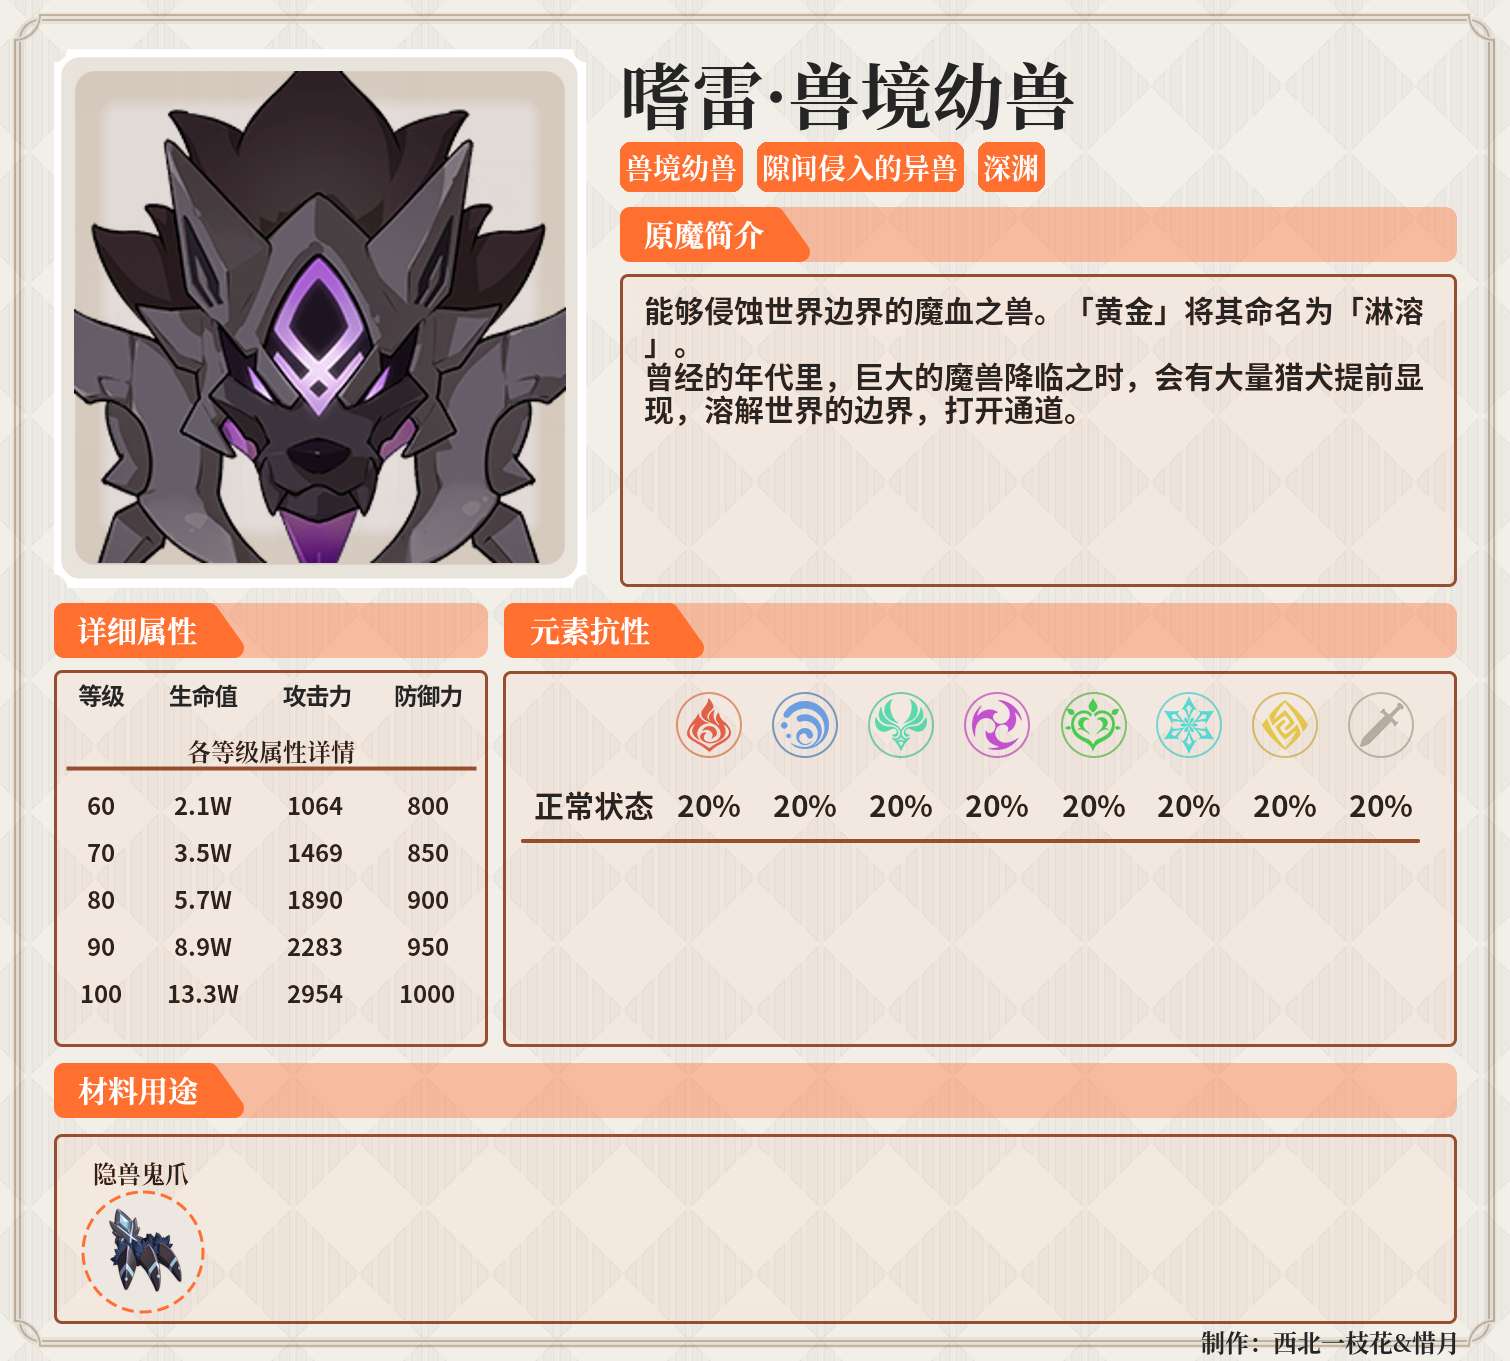 嗜雷·兽境幼兽
兽境幼兽 隙间侵入的异兽 深渊
原魔简介
能够侵蚀世界边界的魔血之兽。「黄金」将其命名为「淋溶
」。
曾经的年代里，巨大的魔兽降临之时，会有大量猎犬提前显
现，溶解世界的边界，打开通道。
详细属性
等级 生命值 攻击力 防御力
各等级属性详情
60 2.1W 1064 800
70 3.5W 1469 850
80 5.7W 1890 900
90 8.9W 2283 950
100 13.3W 2954 1000
元素抗性
正常状态 20% 20% 20% 20% 20% 20% 20% 20%
材料用途
隐兽鬼爪
制作：西北一枝花&惜月